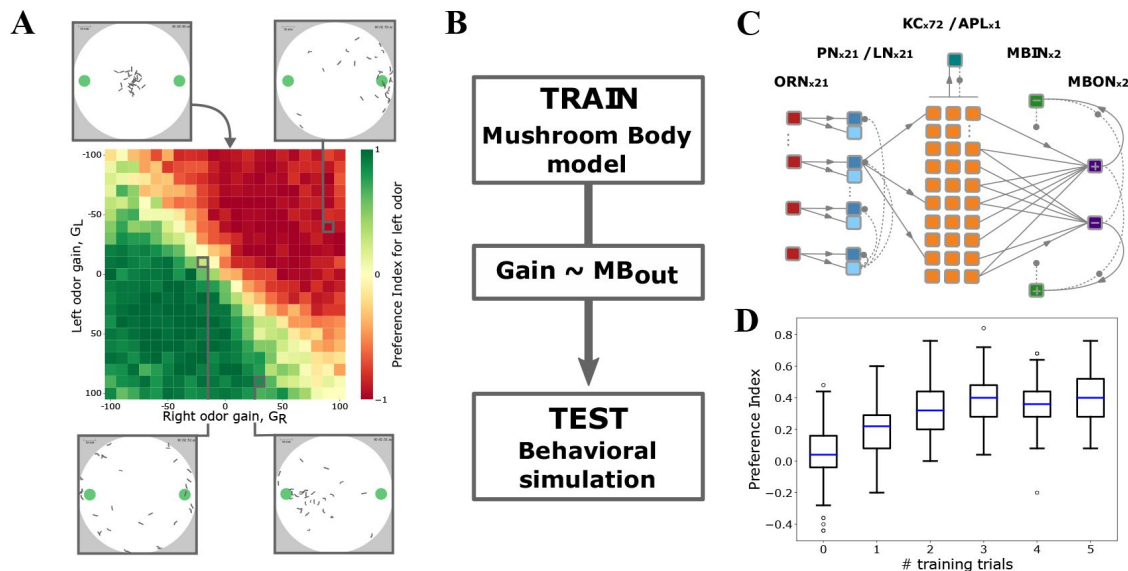 A
B
C
D
-100
-50
0
50
100
Left odor gain, GL
-100
-50
0
50
100
Right odor gain, GR
1
0
−1
Preference Index for left odor
TRAIN
Mushroom Body
model
Gain ~ MBout
TEST
Behavioral
simulation
KCx72 /APLx1
PNx21 /LNx21
MBINx2
ORNx21
MBONx2
−
+
−
+
0.8
0.6
0.4
0.2
0.0
−0.2
−0.4
Preference Index
0
1
2
3
4
5
# training trials